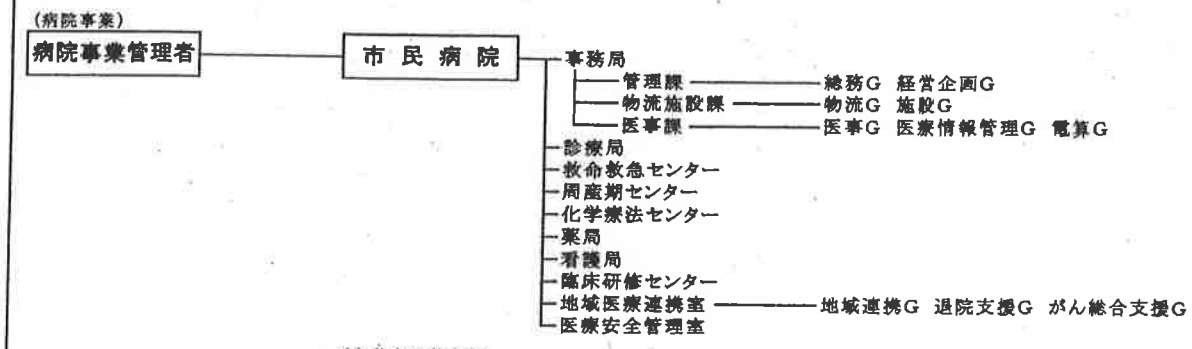 (病院事業)
病院事業管理者 市民病院 事務局
管理課 総務G 経営企画G
物流施設課 物流G 施設G
医事課 医事G 医療情報管理G 電算G
診療局
救命救急センター
周産期センター
化学療法センター
薬局
看護局
臨床研修センター
地域医療連携室 地域連携G 退院支援G がん総合支援G
医療安全管理室